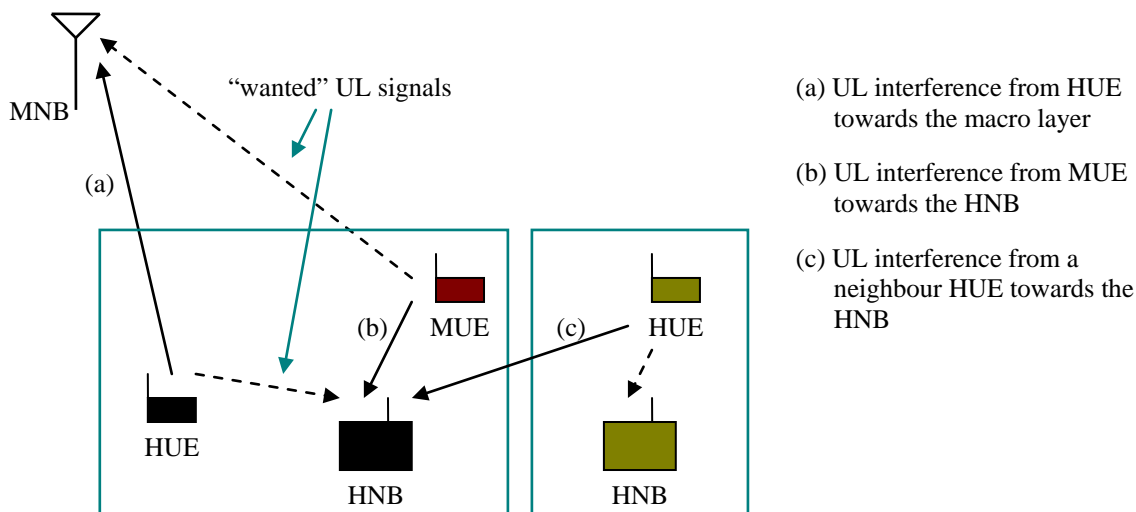 “wanted” UL signals
MNB
(a)
(b)
(c)
MUE
HUE
HUE
HNB
HNB
(a) UL interference from HUE
towards the macro layer
(b) UL interference from MUE
towards the HNB
(c) UL interference from a
neighbour HUE towards the
HNB